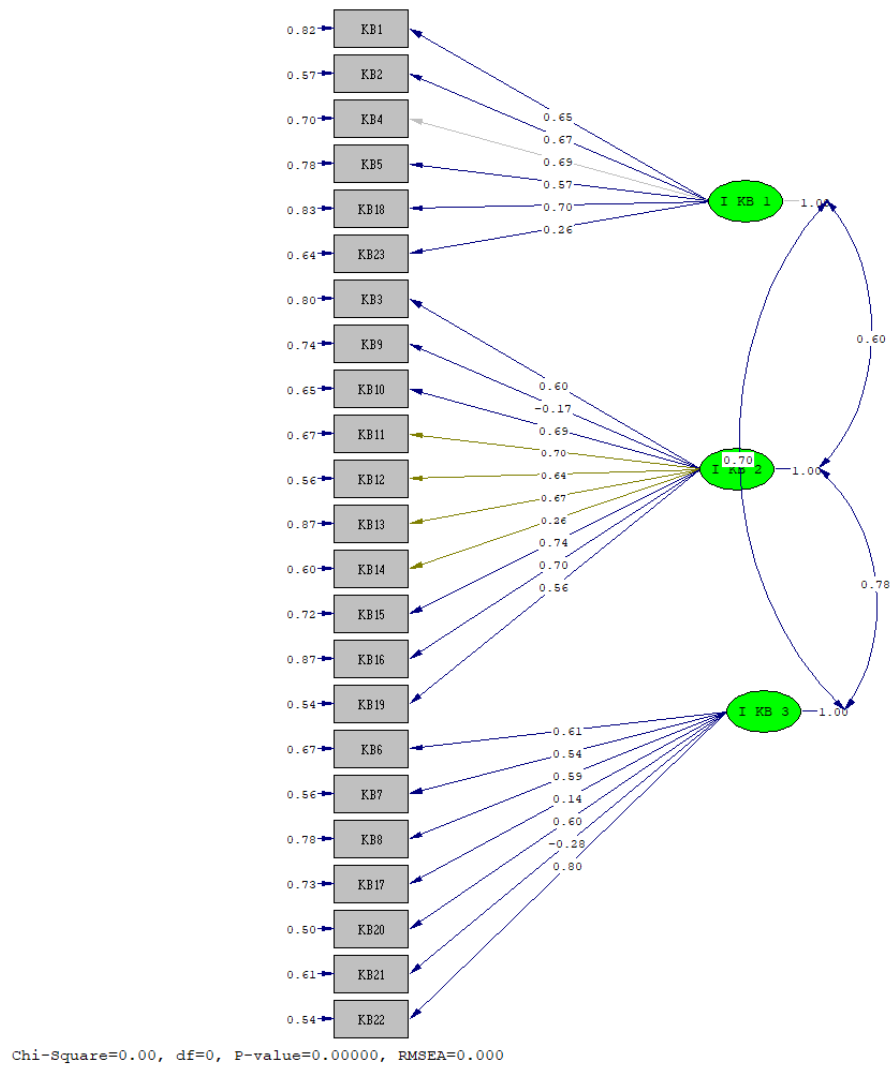 0.82 KB1
0.57 KB2
0.70 KB4
0.78 KB5
0.83 KB18
0.64 KB23
0.80 KB3
0.74 KB9
0.65 KB10
0.67 KB11
0.56 KB12
0.87 KB13
0.60 KB14
0.72 KB15
0.87 KB16
0.54 KB19
0.67 KB6
0.56 KB7
0.78 KB8
0.73 KB17
0.50 KB20
0.61 KB21
0.54 KB22
0.65
0.67
0.69
0.57
0.70
0.26
0.60
-0.17
0.69
0.70
0.64
0.67
0.26
0.74
0.70
0.56
0.61
0.54
0.59
0.14
0.60
-0.28
0.80
I KB 1 1.00
0.60
0.70
I KB 2 1.00
0.78
I KB 3 1.00
Chi-Square=0.00, df=0, P-value=0.00000, RMSEA=0.000